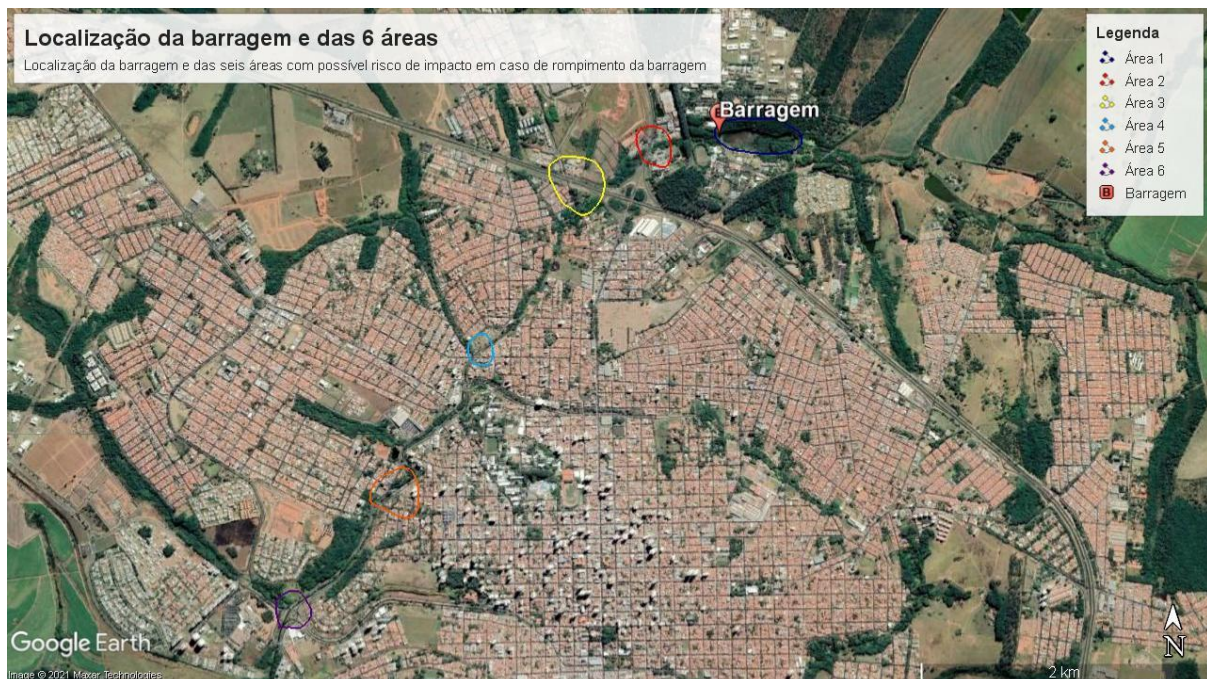 Localização da barragem e das 6 áreas
Localização da barragem e das seis áreas com possível risco de impacto em caso de rompimento da barragem
Legenda
Área 1
Área 2
Área 3
Área 4
Área 5
Área 6
B Barragem
Barragem
Google Earth
Image © 2021 Maxar Technologies
N
2 km